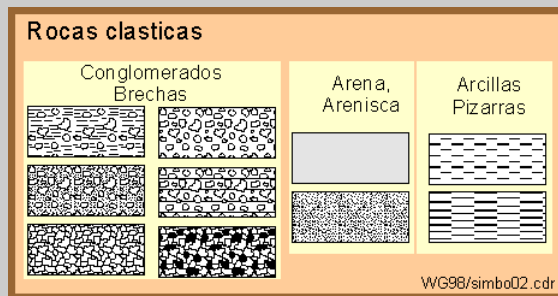 Rocas clasticas
Conglomerados
Brechas
Arena,
Arenisca
Arcillas
Pizarras
WG98/simbo02.cdr